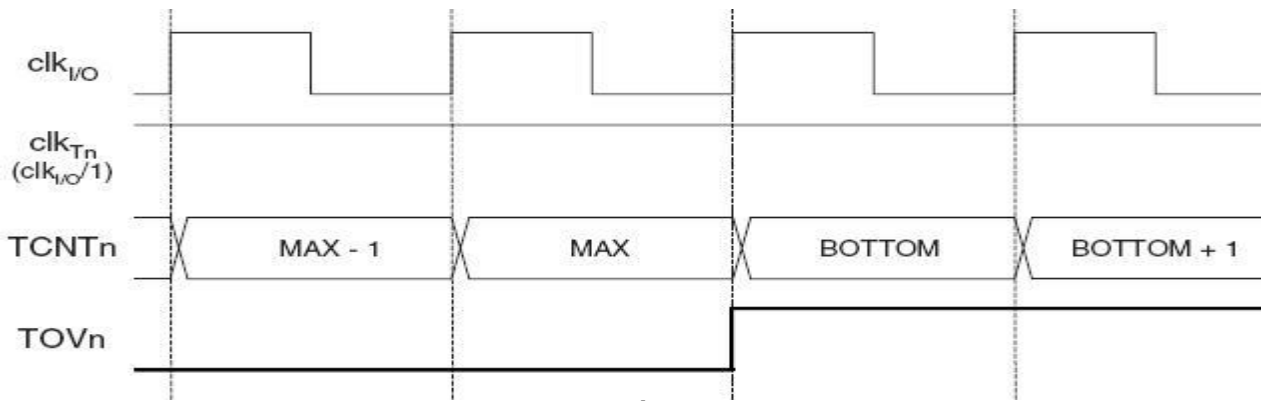 clkI/O
clkTn
(clkI/O/1)
TCNTn MAX - 1 MAX BOTTOM BOTTOM + 1
TOVn